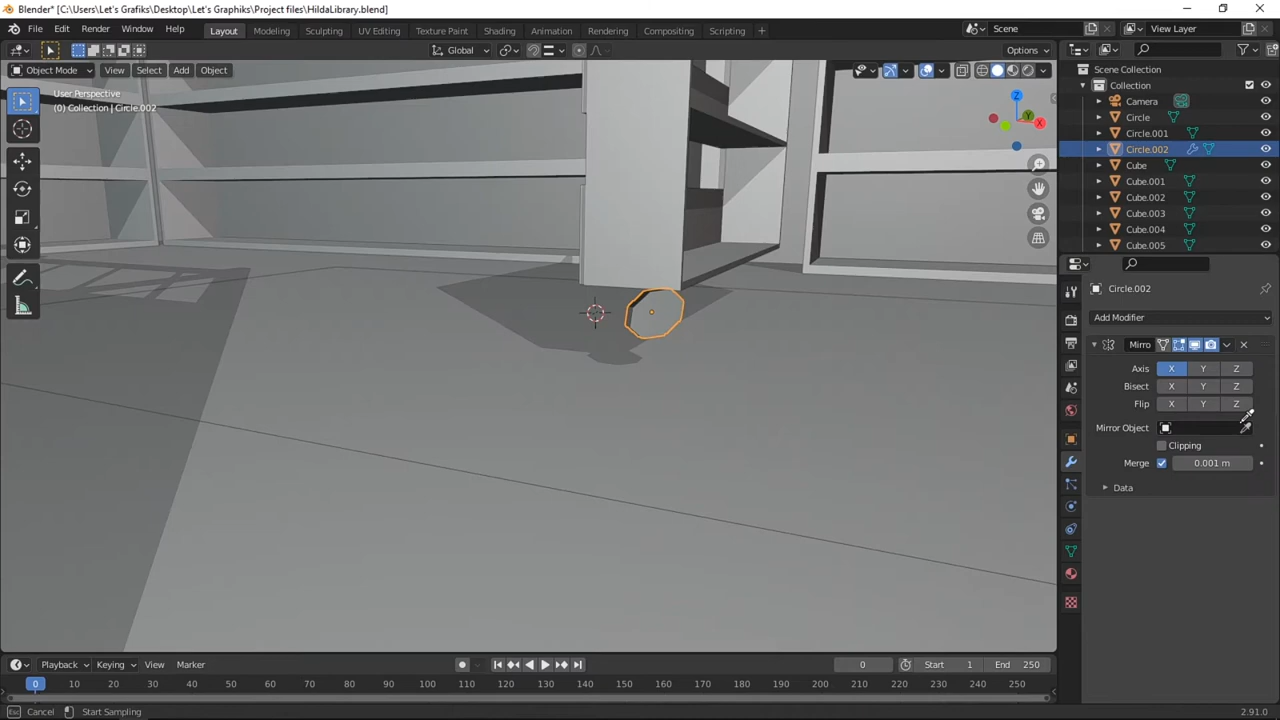 Blender* [C:\Users\Let's Grafiks\Desktop\Let's Graphiks\Project files\HildaLibrary.blend]
File Edit Render Window Help Layout Modeling Sculpting UV Editing Texture Paint Shading Animation Rendering Compositing Scripting + Scene View Layer
Global Options
Object Mode View Select Add Object
User Perspective
(0) Collection | Circle.002
Z
Y
X
Scene Collection
Collection
Camera
Circle
Circle.001
Circle.002
Cube
Cube.001
Cube.002
Cube.003
Cube.004
Cube.005
Circle.002
Add Modifier
Mirro
Axis X Y Z
Bisect X Y Z
Flip X Y Z
Mirror Object
Clipping
Merge 0.001 m
Data
Playback Keying View Marker 0 Start 1 End 250
0 10 20 30 40 50 60 70 80 90 100 110 120 130 140 150 160 170 180 190 200 210 220 230 240 250
Cancel Start Sampling 2.91.0